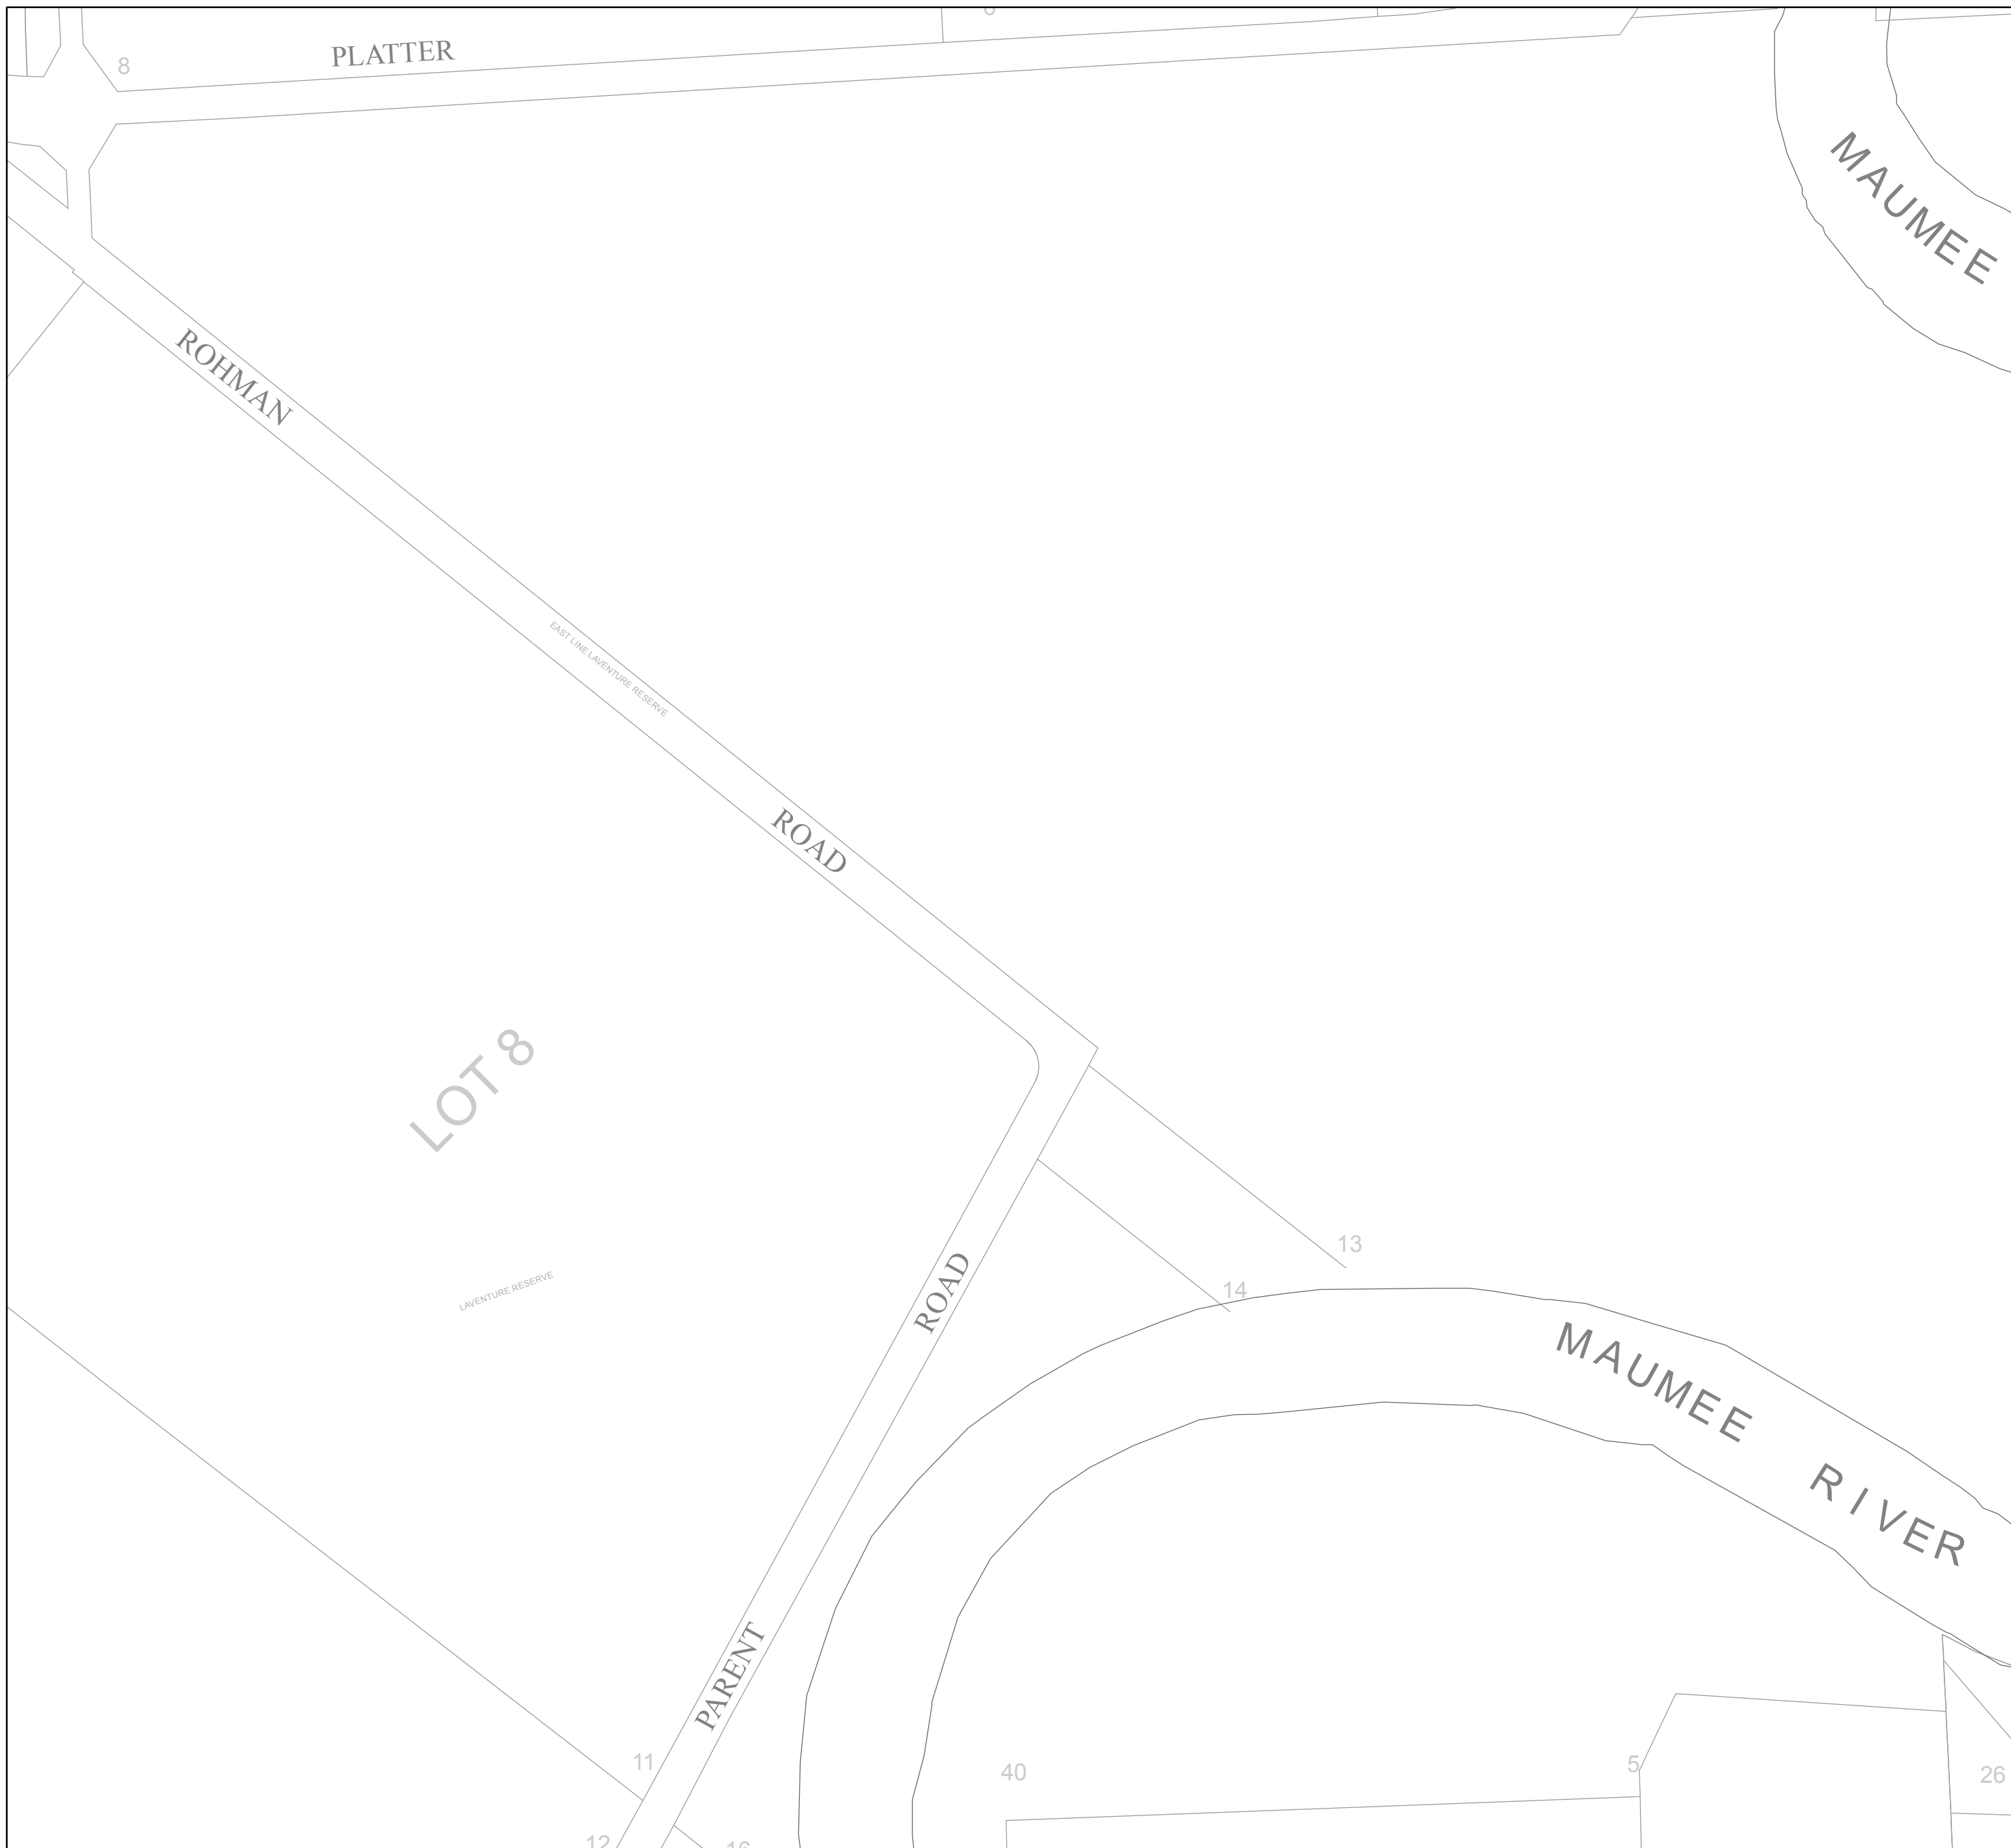 8
PLATTER
MAUMEE
ROHMAN
EAST LINE LAVENTURE RESERVE
ROAD
LOT 8
13
14
LAVENTURE RESERVE
ROAD
MAUMEE
RIVER
PARENT
11
40
5
26
12
16